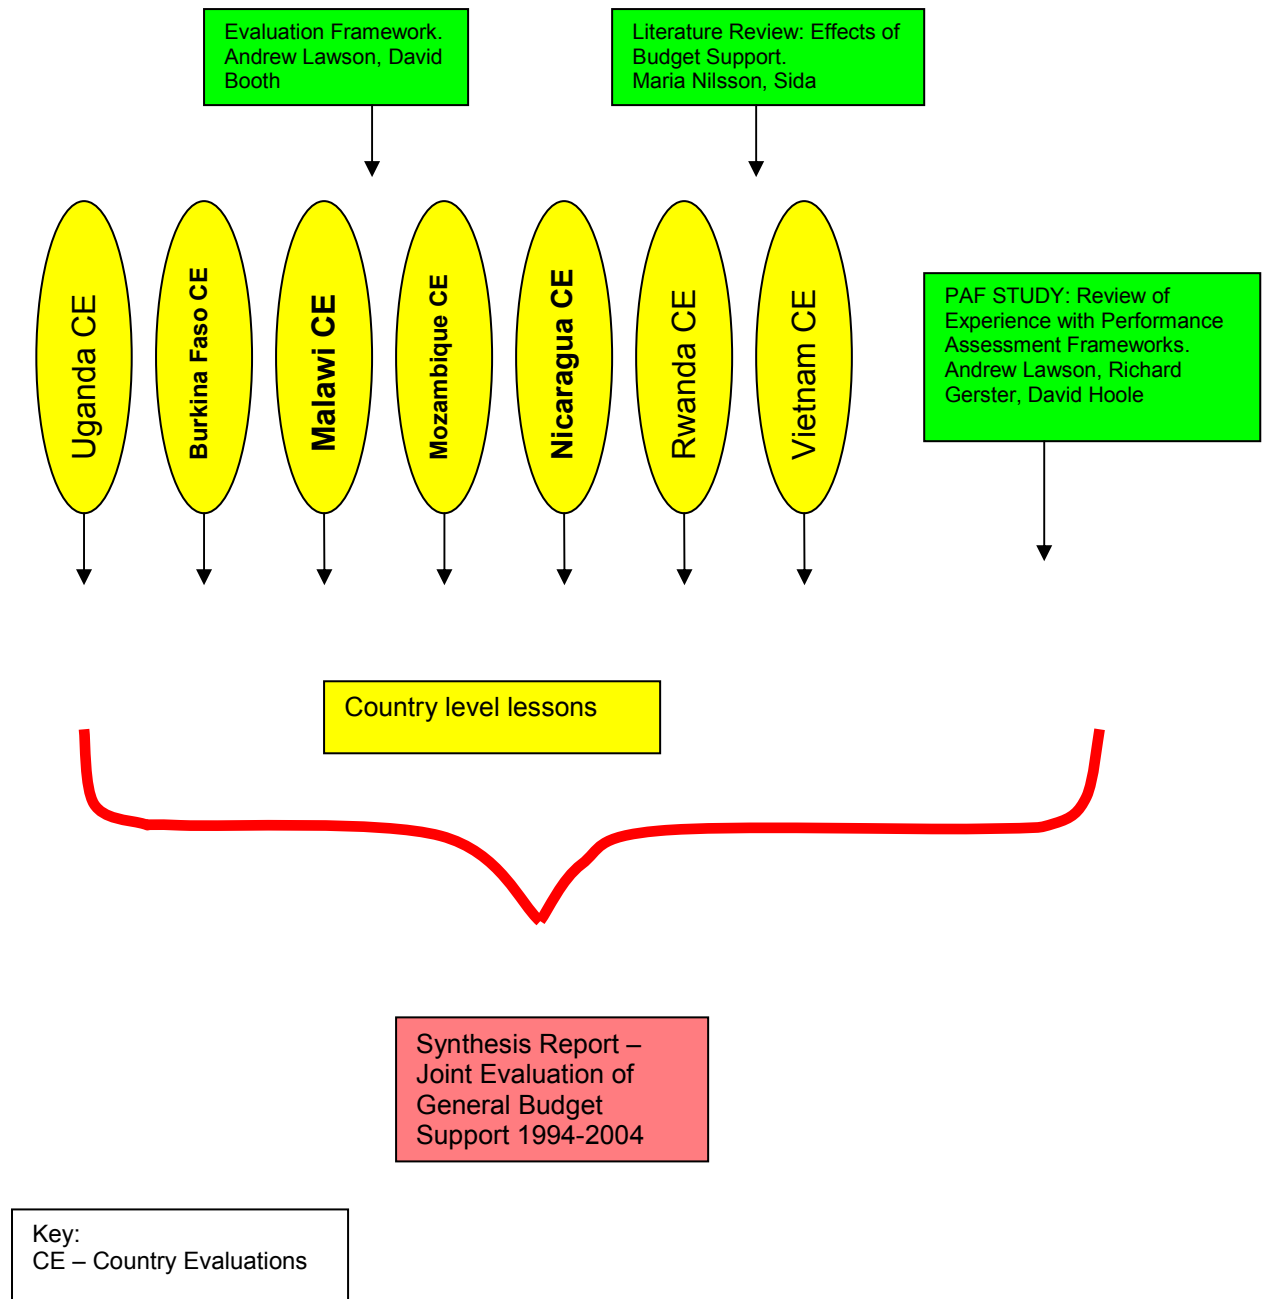 Evaluation Framework.
Andrew Lawson, David
Booth
Literature Review: Effects of
Budget Support.
Maria Nilsson, Sida
Uganda CE
Burkina Faso CE
Malawi CE
Mozambique CE
Nicaragua CE
Rwanda CE
Vietnam CE
PAF STUDY: Review of
Experience with Performance
Assessment Frameworks.
Andrew Lawson, Richard
Gerster, David Hoole
Country level lessons
Synthesis Report –
Joint Evaluation of
General Budget
Support 1994-2004
Key:
CE – Country Evaluations